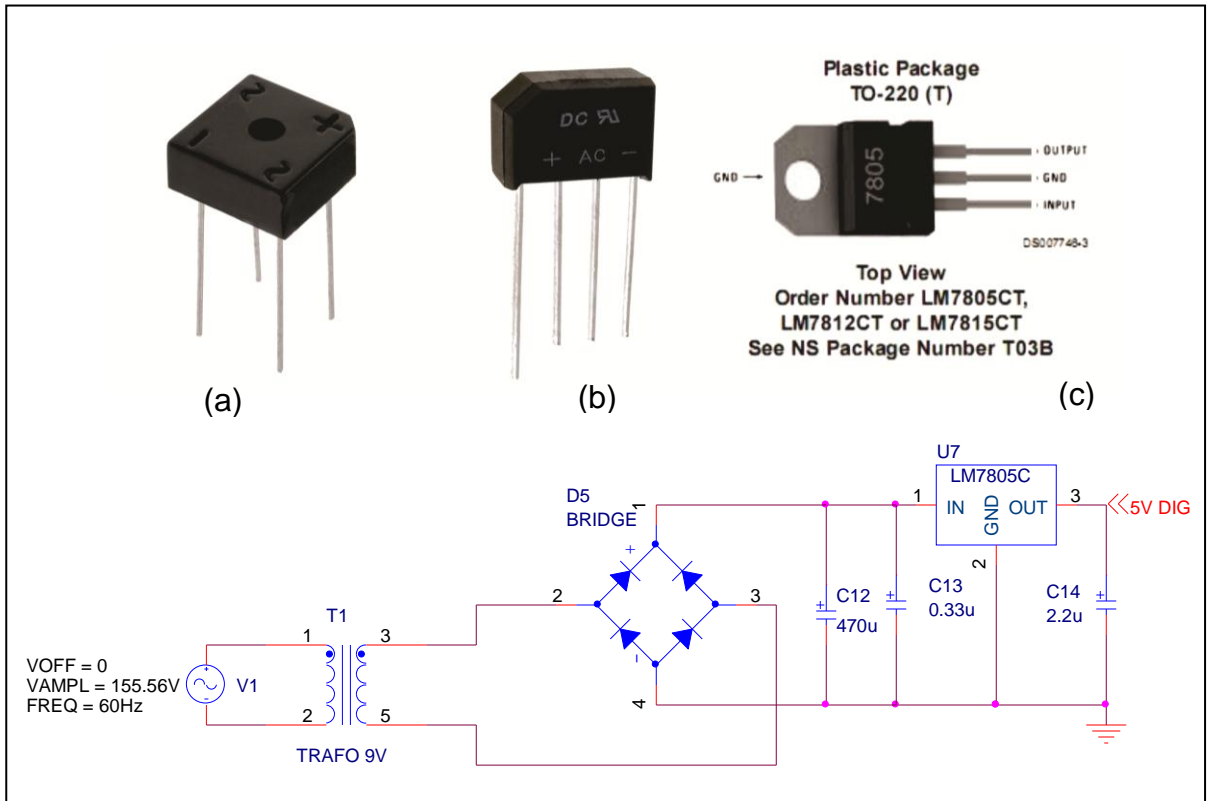 Plastic Package
TO-220 (T)
~
- +
~
DC
+ AC -
7805
GND
OUTPUT
GND
INPUT
DS007746-3
Top View
Order Number LM7805CT,
LM7812CT or LM7815CT
See NS Package Number T03B
(a)
(b)
(c)
U7
LM7805C
1
IN
GND
OUT
3
2
5V DIG
D5
BRIDGE
1
+
2
3
-
4
C12
470u
+
C13
0.33u
+
C14
2.2u
+
T1
1
3
2
5
TRAFO 9V
VOFF = 0
VAMPL = 155.56V
FREQ = 60Hz
V1
+
-